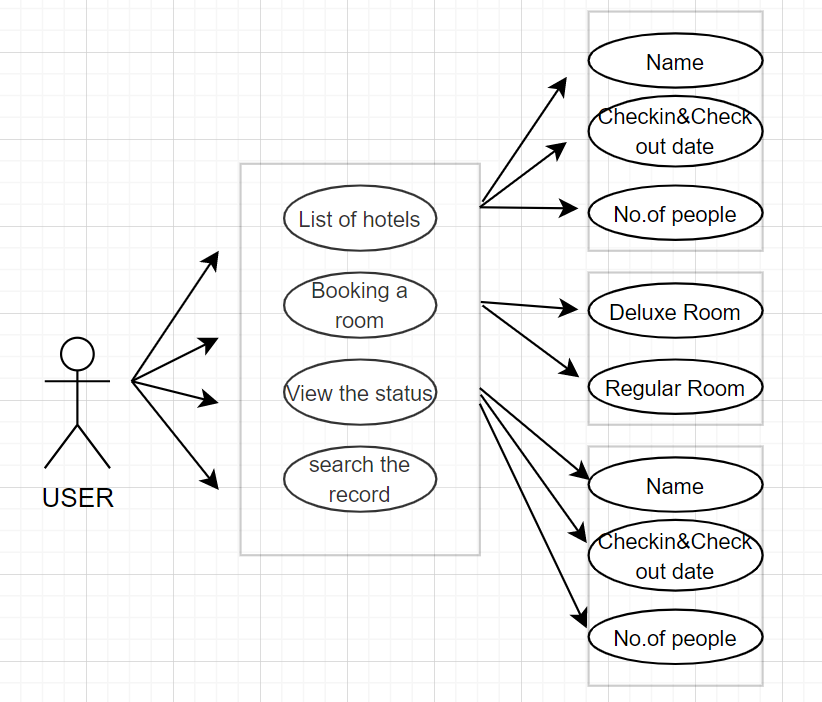 Name
Checkin&Check
out date
No.of people
List of hotels
Booking a
room
View the status
search the
record
Deluxe Room
Regular Room
Name
Checkin&Check
out date
No.of people
USER